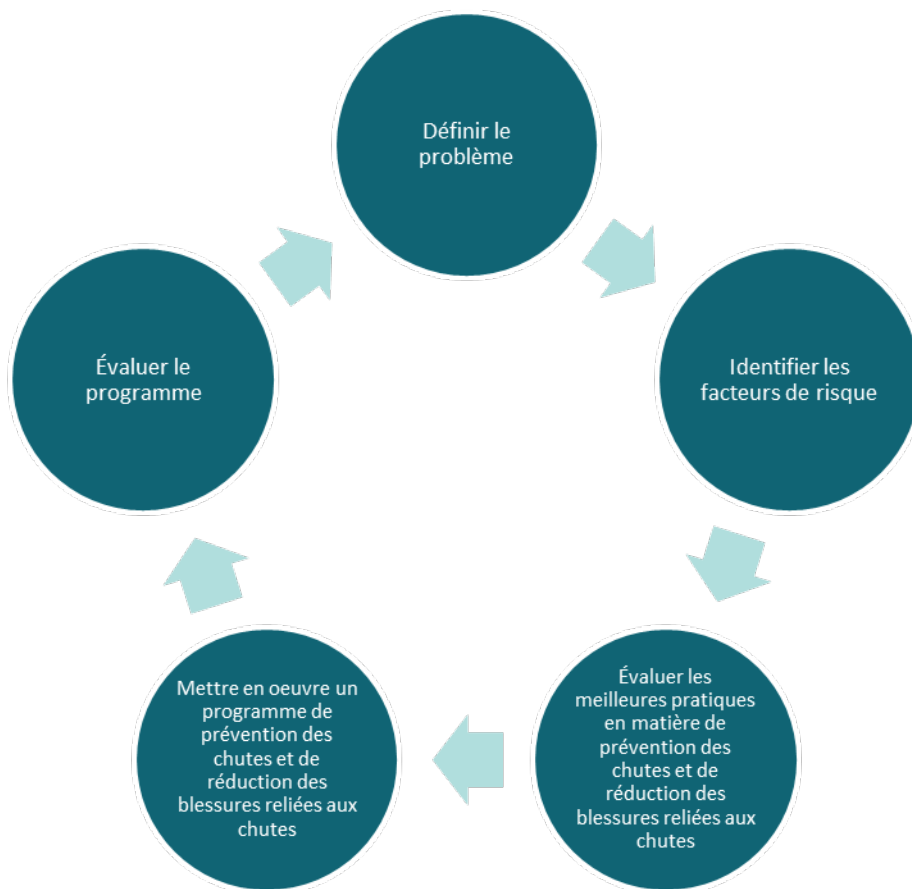 Définir le
problème
Identifier les
facteurs de risque
Évaluer les
meilleures pratiques
en matière de
prévention des
chutes et de
réduction des
blessures reliées aux
chutes
Mettre en oeuvre un
programme de
prévention des
chutes et de
réduction des
blessures reliées aux
chutes
Évaluer le
programme